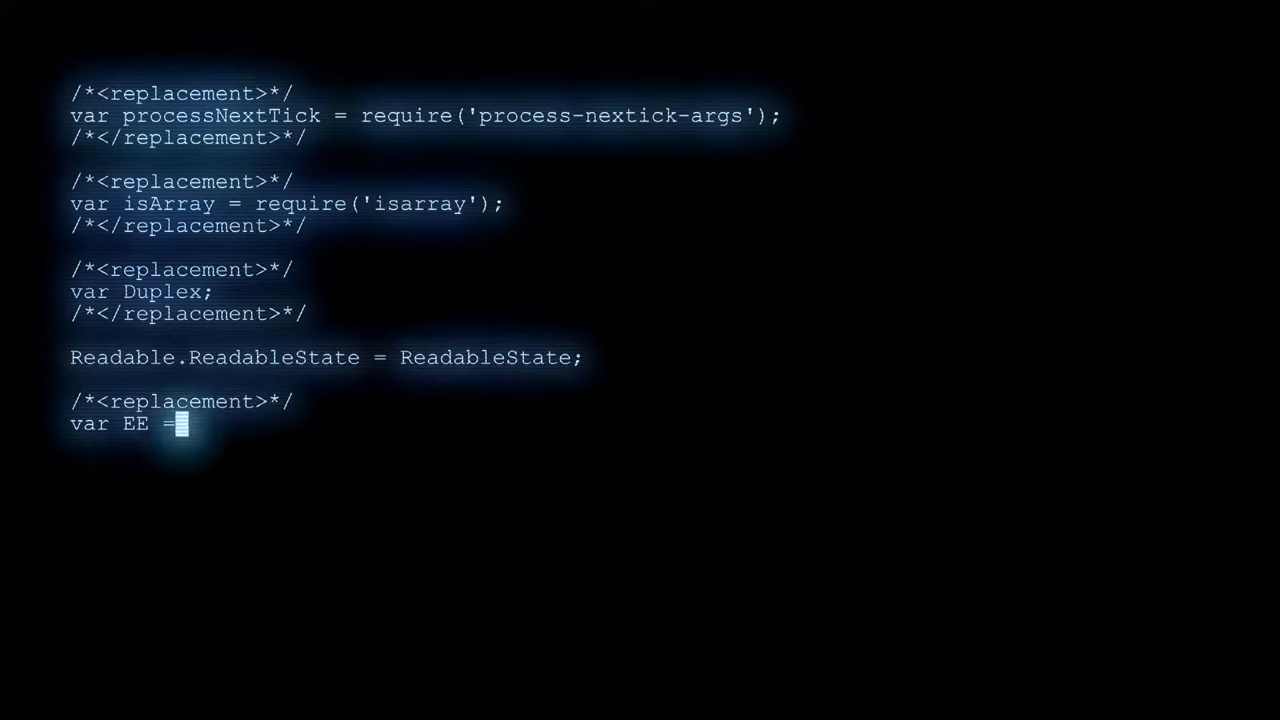 /*<replacement>*/
var processNextTick = require('process-nextick-args');
/*</replacement>*/
/*<replacement>*/
var isArray = require('isarray');
/*</replacement>*/
/*<replacement>*/
var Duplex;
/*</replacement>*/
Readable.ReadableState = ReadableState;
/*<replacement>*/
var EE =